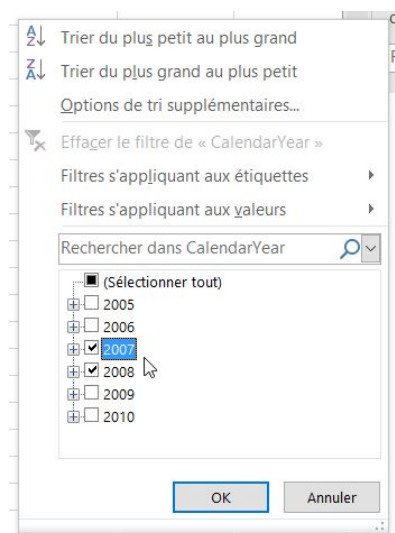 Trier du plus petit au plus grand
Trier du plus grand au plus petit
Options de tri supplémentaires...
Effacer le filtre de « CalendarYear »
Filtres s'appliquant aux étiquettes
Filtres s'appliquant aux valeurs
Rechercher dans CalendarYear
(Sélectionner tout)
2005
2006
2007
2008
2009
2010
OK Annuler